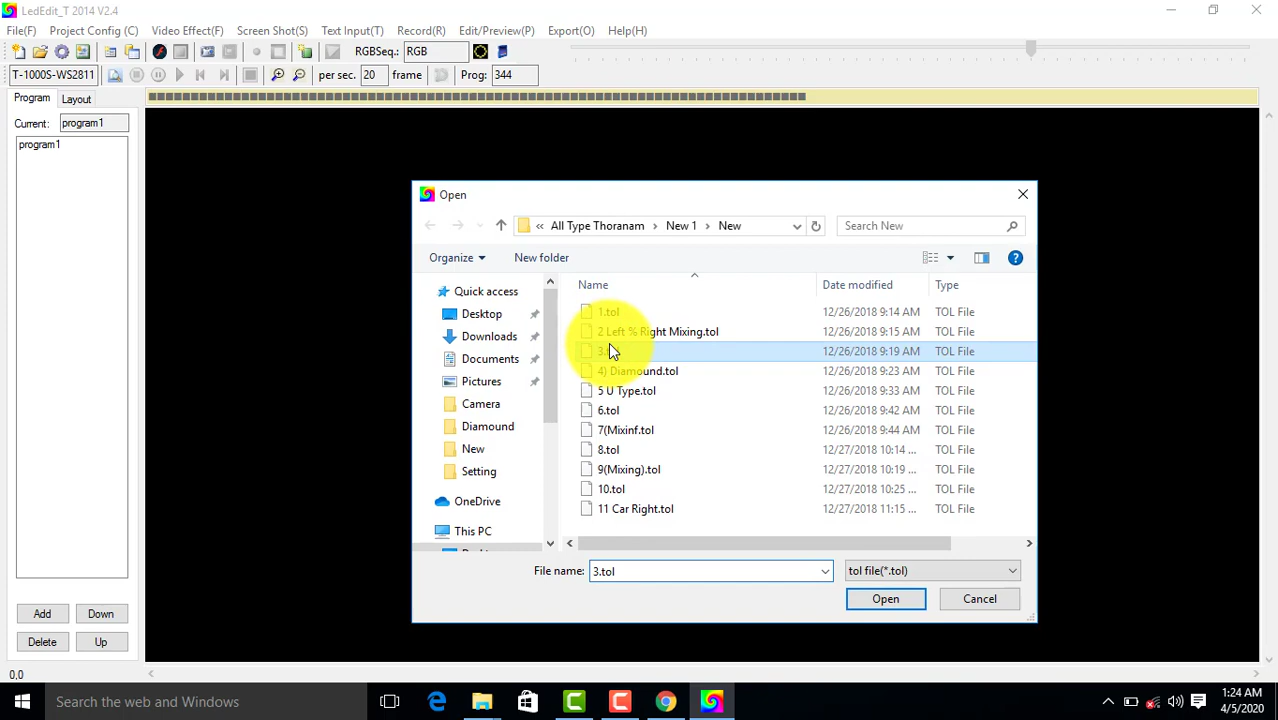 LedEdit_T 2014 V2.4
File(F) Project Config (C) Video Effect(F) Screen Shot(S) Text Input(T) Record(R) Edit/Preview(P) Export(O) Help(H)
RGBSeq.: RGB
T-1000S-WS2811 per sec. 20 frame Prog: 344
Program Layout
Current: program1
program1
Open
« All Type Thoranam › New 1 › New Search New
Organize New folder
Name Date modified Type
Quick access
Desktop
Downloads
Documents
Pictures
Camera
Diamound
New
Setting
OneDrive
This PC
1.tol 12/26/2018 9:14 AM TOL File
2 Left % Right Mixing.tol 12/26/2018 9:15 AM TOL File
3.tol 12/26/2018 9:19 AM TOL File
4) Diamound.tol 12/26/2018 9:23 AM TOL File
5 U Type.tol 12/26/2018 9:33 AM TOL File
6.tol 12/26/2018 9:42 AM TOL File
7(Mixinf.tol 12/26/2018 9:44 AM TOL File
8.tol 12/27/2018 10:14 ... TOL File
9(Mixing).tol 12/27/2018 10:19 ... TOL File
10.tol 12/27/2018 10:25 ... TOL File
11 Car Right.tol 12/27/2018 11:15 ... TOL File
File name: 3.tol tol file(*.tol)
Open Cancel
Add Down
Delete Up
0,0
Search the web and Windows
1:24 AM
4/5/2020